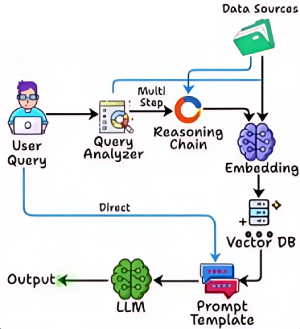 Data Sources
Multi
Step
User
Query
Query
Analyzer
Reasoning
Chain
Embedding
Direct
Vector DB
Output
LLM
Prompt
Template